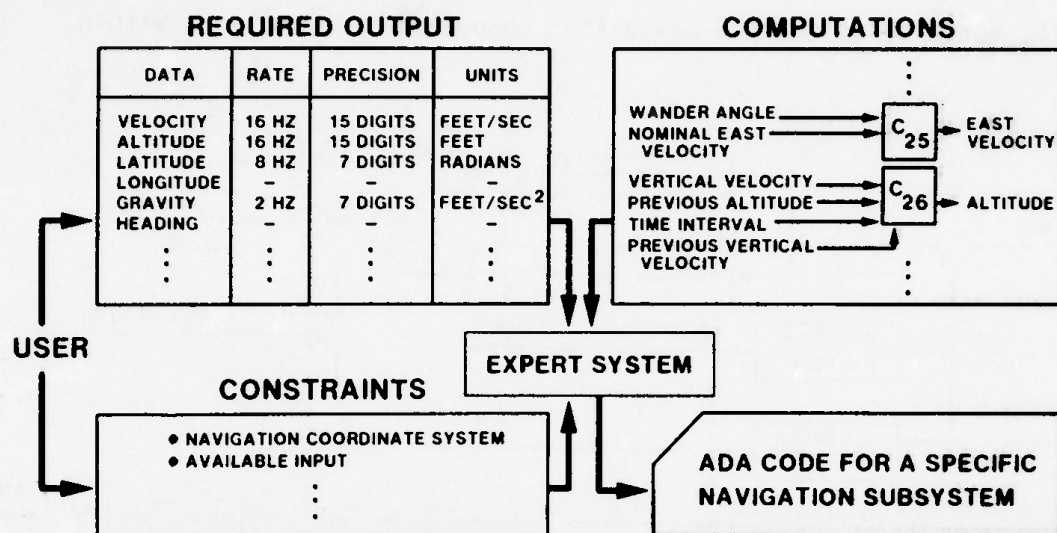 REQUIRED OUTPUT
DATA RATE PRECISION UNITS
VELOCITY 16 HZ 15 DIGITS FEET/SEC
ALTITUDE 16 HZ 15 DIGITS FEET
LATITUDE 8 HZ 7 DIGITS RADIANS
LONGITUDE – – –
GRAVITY 2 HZ 7 DIGITS FEET/SEC²
HEADING – – –
COMPUTATIONS
WANDER ANGLE
NOMINAL EAST
VELOCITY
C25
EAST
VELOCITY
VERTICAL VELOCITY
PREVIOUS ALTITUDE
TIME INTERVAL
PREVIOUS VERTICAL
VELOCITY
C26
ALTITUDE
USER
EXPERT SYSTEM
CONSTRAINTS
• NAVIGATION COORDINATE SYSTEM
• AVAILABLE INPUT
ADA CODE FOR A SPECIFIC
NAVIGATION SUBSYSTEM